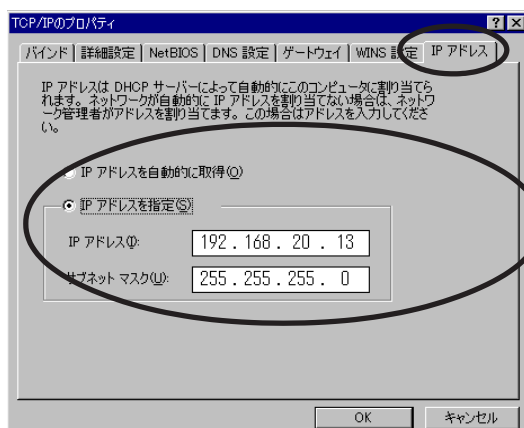 TCP/IPのプロパティ
バインド 詳細設定 NetBIOS DNS 設定 ゲートウェイ WINS 設定 IP アドレス
IP アドレスは DHCP サーバーによって自動的にこのコンピュータに割り当てら
れます。ネットワークが自動的に IP アドレスを割り当てない場合は、ネットワ
ーク管理者がアドレスを割り当てます。この場合はアドレスを入力してくださ
い。
IP アドレスを自動的に取得(O)
IP アドレスを指定(S)
IP アドレス(I): 192 . 168 . 20 . 13
サブネット マスク(U): 255 . 255 . 255 . 0
OK キャンセル